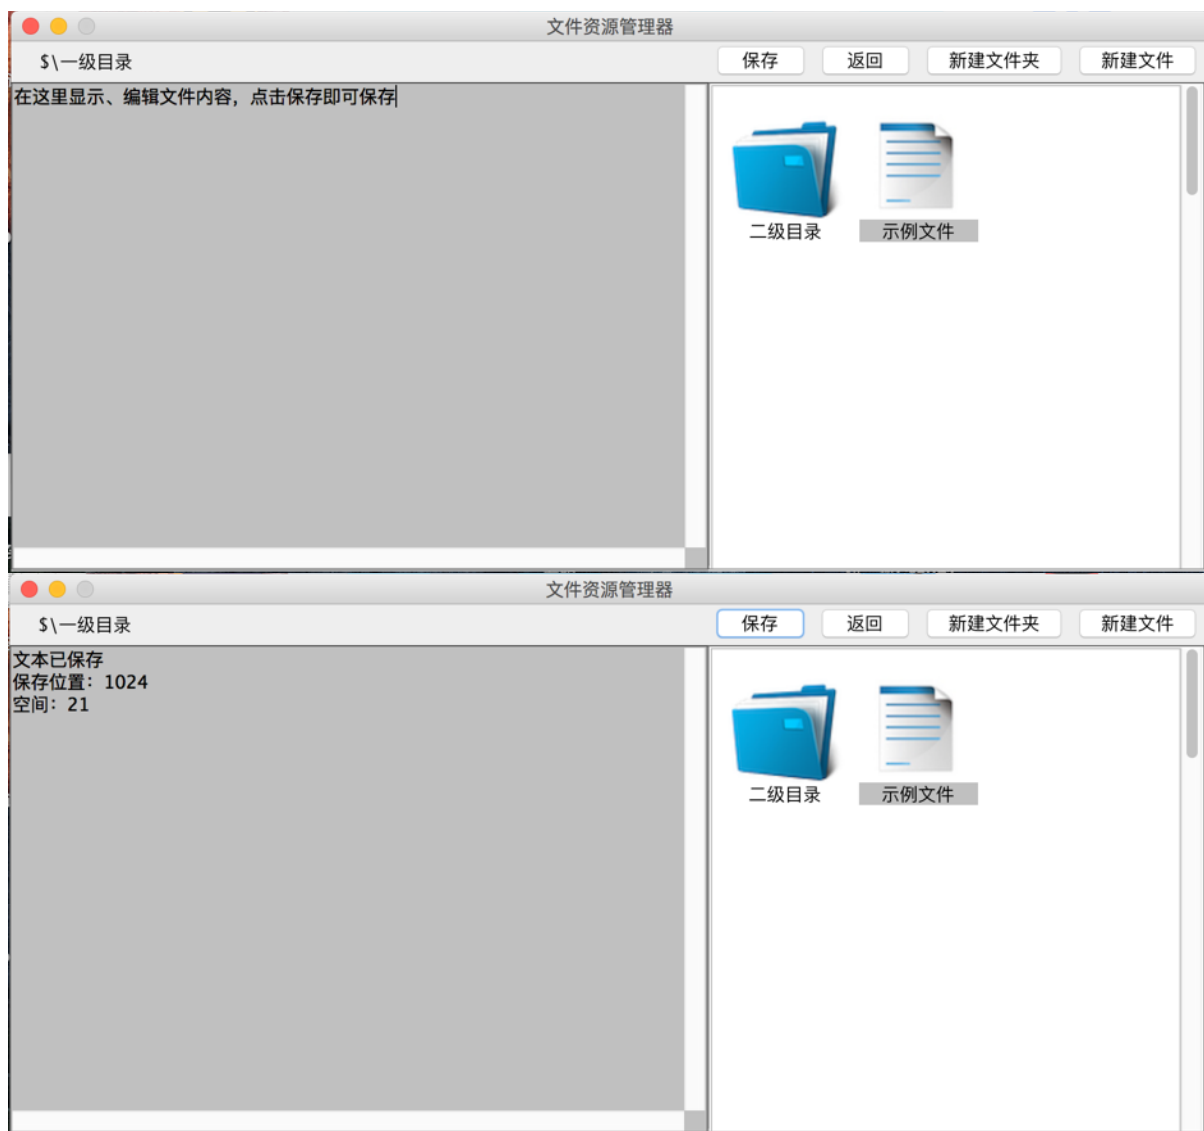 文件资源管理器
$\一级目录
保存
返回
新建文件夹
新建文件
在这里显示、编辑文件内容，点击保存即可保存
二级目录
示例文件
文件资源管理器
$\一级目录
保存
返回
新建文件夹
新建文件
文本已保存
保存位置：1024
空间：21
二级目录
示例文件